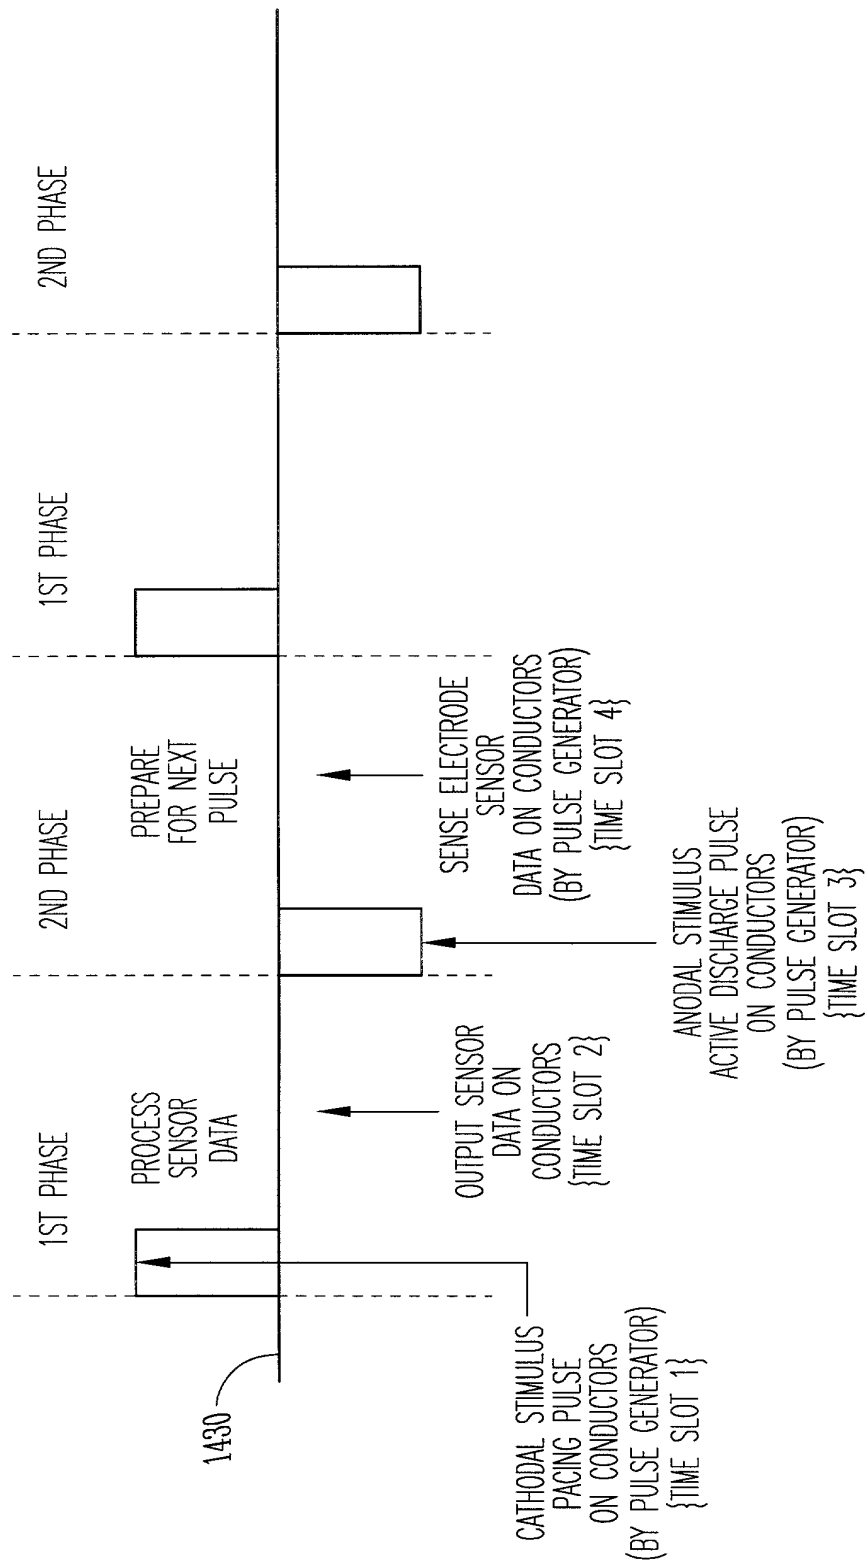 1ST PHASE
2ND PHASE
1ST PHASE
2ND PHASE
PROCESS
SENSOR
DATA
PREPARE
FOR NEXT
PULSE
1430
CATHODAL STIMULUS
PACING PULSE
ON CONDUCTORS
(BY PULSE GENERATOR)
{TIME SLOT 1}
OUTPUT SENSOR
DATA ON
CONDUCTORS
{TIME SLOT 2}
ANODAL STIMULUS
ACTIVE DISCHARGE PULSE
ON CONDUCTORS
(BY PULSE GENERATOR)
{TIME SLOT 3}
SENSE ELECTRODE
SENSOR
DATA ON CONDUCTORS
(BY PULSE GENERATOR)
{TIME SLOT 4}